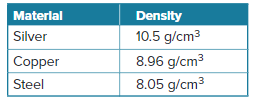 Material Density
Silver 10.5 g/cm³
Copper 8.96 g/cm³
Steel 8.05 g/cm³